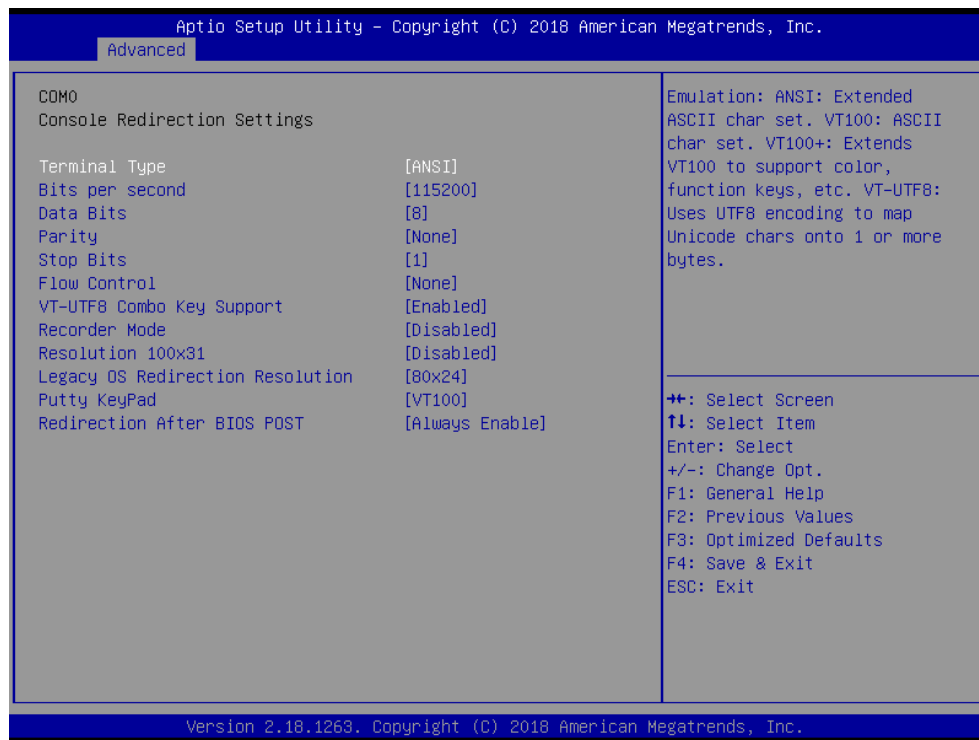 Aptio Setup Utility – Copyright (C) 2018 American Megatrends, Inc.
Advanced
COM0
Console Redirection Settings
Terminal Type [ANSI]
Bits per second [115200]
Data Bits [8]
Parity [None]
Stop Bits [1]
Flow Control [None]
VT-UTF8 Combo Key Support [Enabled]
Recorder Mode [Disabled]
Resolution 100x31 [Disabled]
Legacy OS Redirection Resolution [80x24]
Putty KeyPad [VT100]
Redirection After BIOS POST [Always Enable]
Emulation: ANSI: Extended
ASCII char set. VT100: ASCII
char set. VT100+: Extends
VT100 to support color,
function keys, etc. VT-UTF8:
Uses UTF8 encoding to map
Unicode chars onto 1 or more
bytes.
→←: Select Screen
↑↓: Select Item
Enter: Select
+/-: Change Opt.
F1: General Help
F2: Previous Values
F3: Optimized Defaults
F4: Save & Exit
ESC: Exit
Version 2.18.1263. Copyright (C) 2018 American Megatrends, Inc.